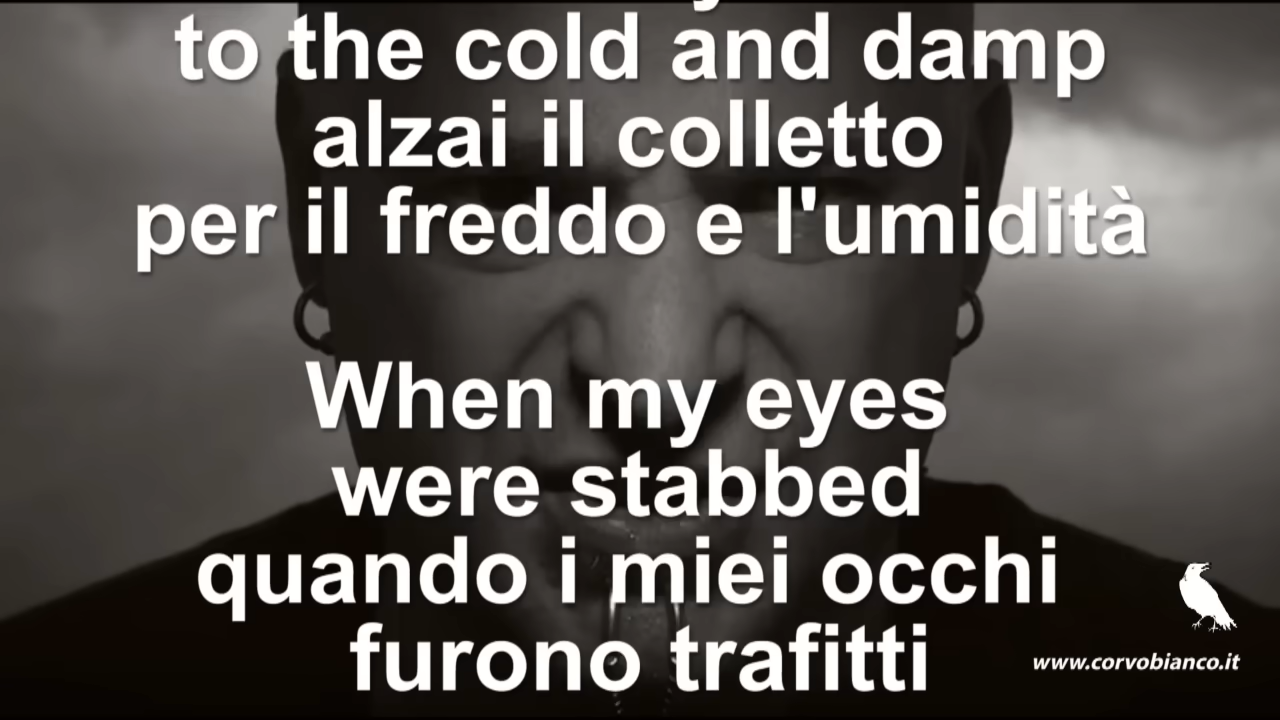 to the cold and damp
alzai il colletto
per il freddo e l'umidità
When my eyes
were stabbed
quando i miei occhi
furono trafitti
www.corvobianco.it